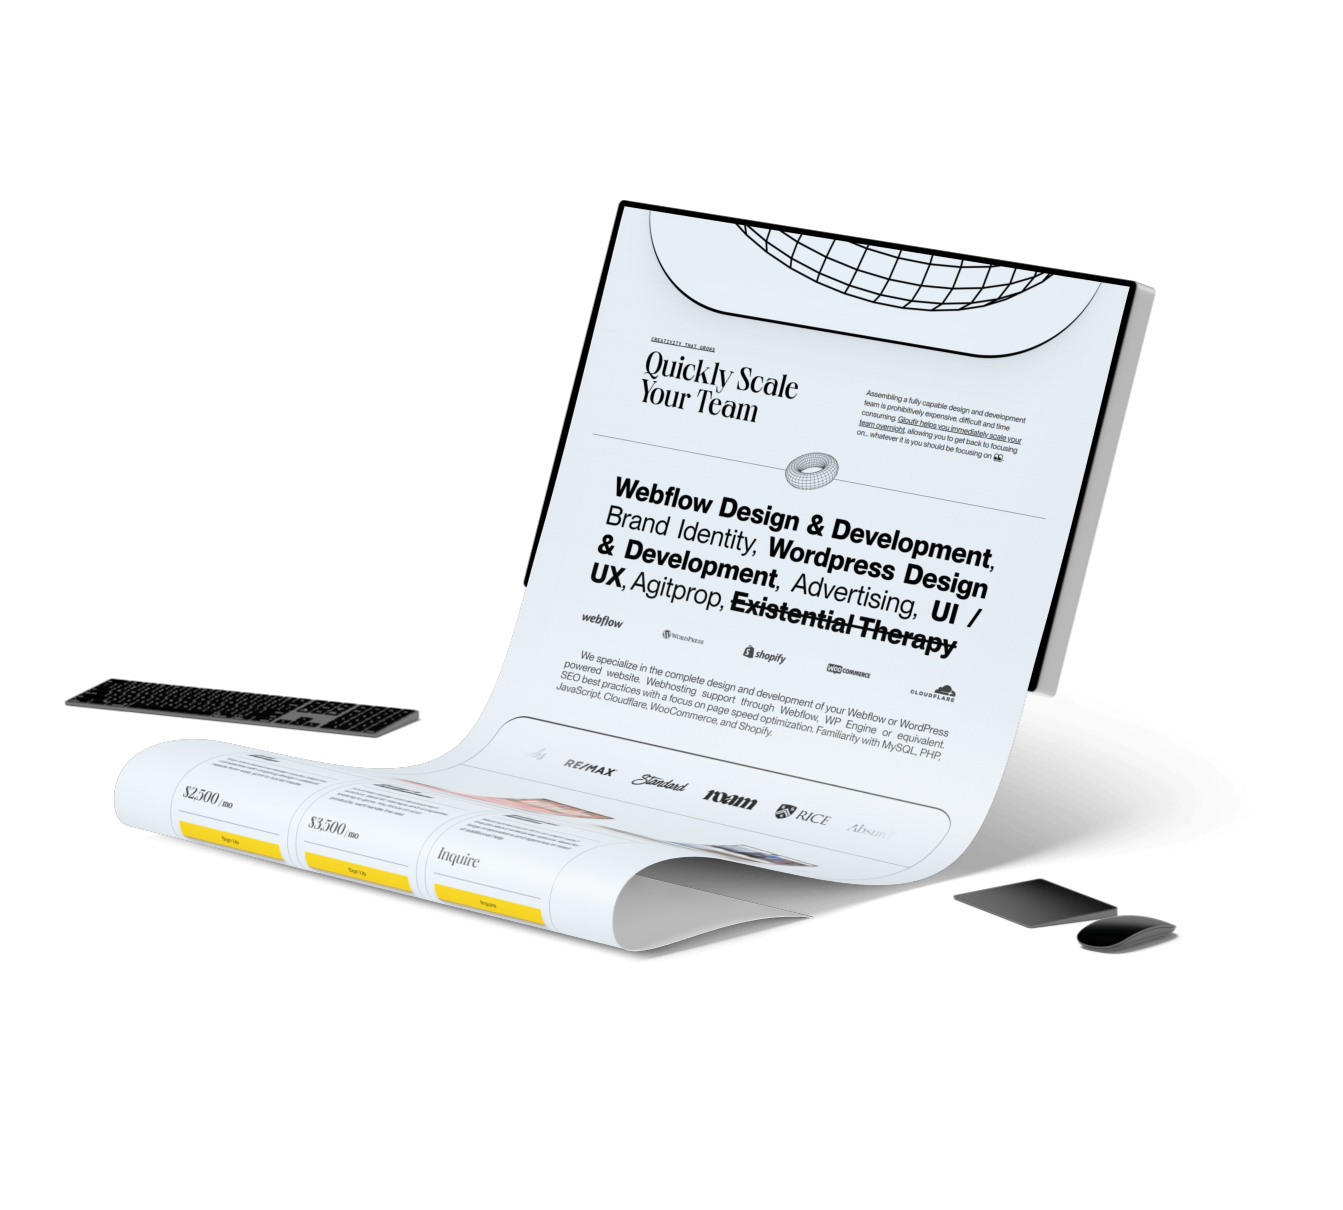 CREATIVITY THAT GROWS
Quickly Scale
Your Team
Assembling a fully capable design and development
team is prohibitively expensive, difficult and time
consuming. Gloutir helps you immediately scale your
team overnight, allowing you to get back to focusing
on... whatever it is you should be focusing on
Webflow Design & Development,
Brand Identity, Wordpress Design
& Development, Advertising, UI /
UX, Agitprop, Existential Therapy
webflow
WORDPRESS
shopify
WOO COMMERCE
CLOUDFLARE
We specialize in the complete design and development of your Webflow or WordPress
powered website. Webhosting support through Webflow, WP Engine or equivalent.
SEO best practices with a focus on page speed optimization. Familiarity with MySQL, PHP,
JavaScript, Cloudflare, WooCommerce, and Shopify.
RE/MAX
Standard
roam
RICE
Absurd
$2,500/mo
Sign Up
$3,500/mo
Sign Up
Inquire
Inquire